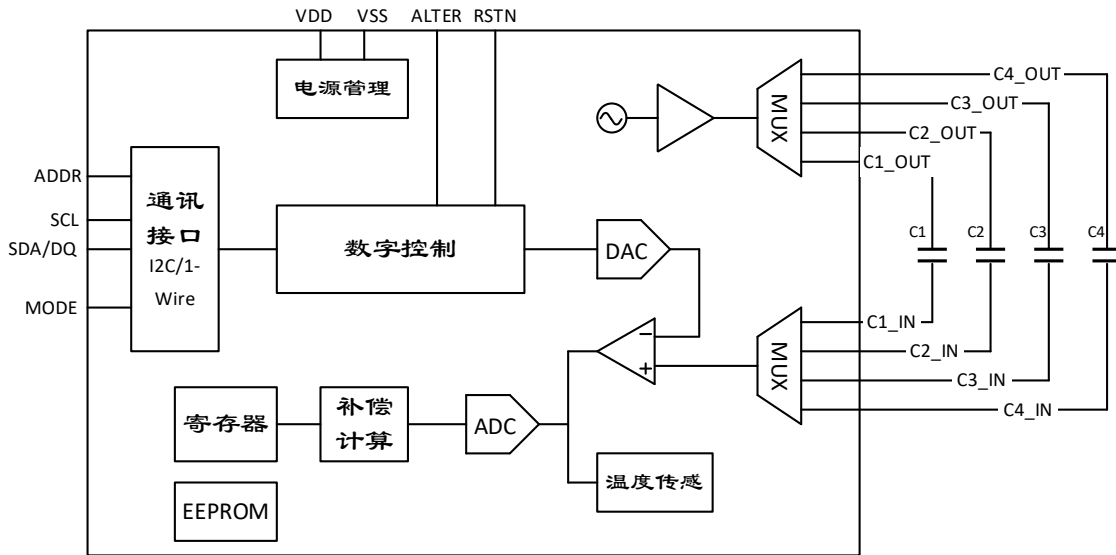 VDD
VSS
ALTER
RSTN
电源管理
MUX
C4_OUT
C3_OUT
C2_OUT
C1_OUT
ADDR
SCL
SDA/DQ
MODE
通讯
接口
I2C/1-
Wire
数字控制
DAC
C1
C2
C3
C4
−
+
MUX
C1_IN
C2_IN
C3_IN
C4_IN
寄存器
补偿
计算
ADC
温度传感
EEPROM